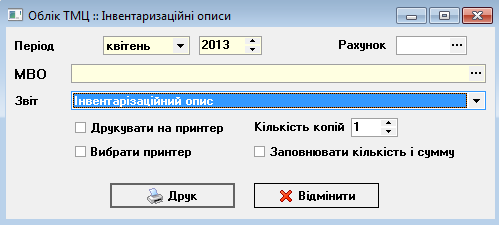 Облік ТМЦ :: Інвентаризаційні описи
Період квітень 2013 Рахунок ...
МВО ...
Звіт Інвентарізаційний опис
Друкувати на принтер Кількість копій 1
Вибрати принтер Заповнювати кількість і сумму
Друк Відмінити